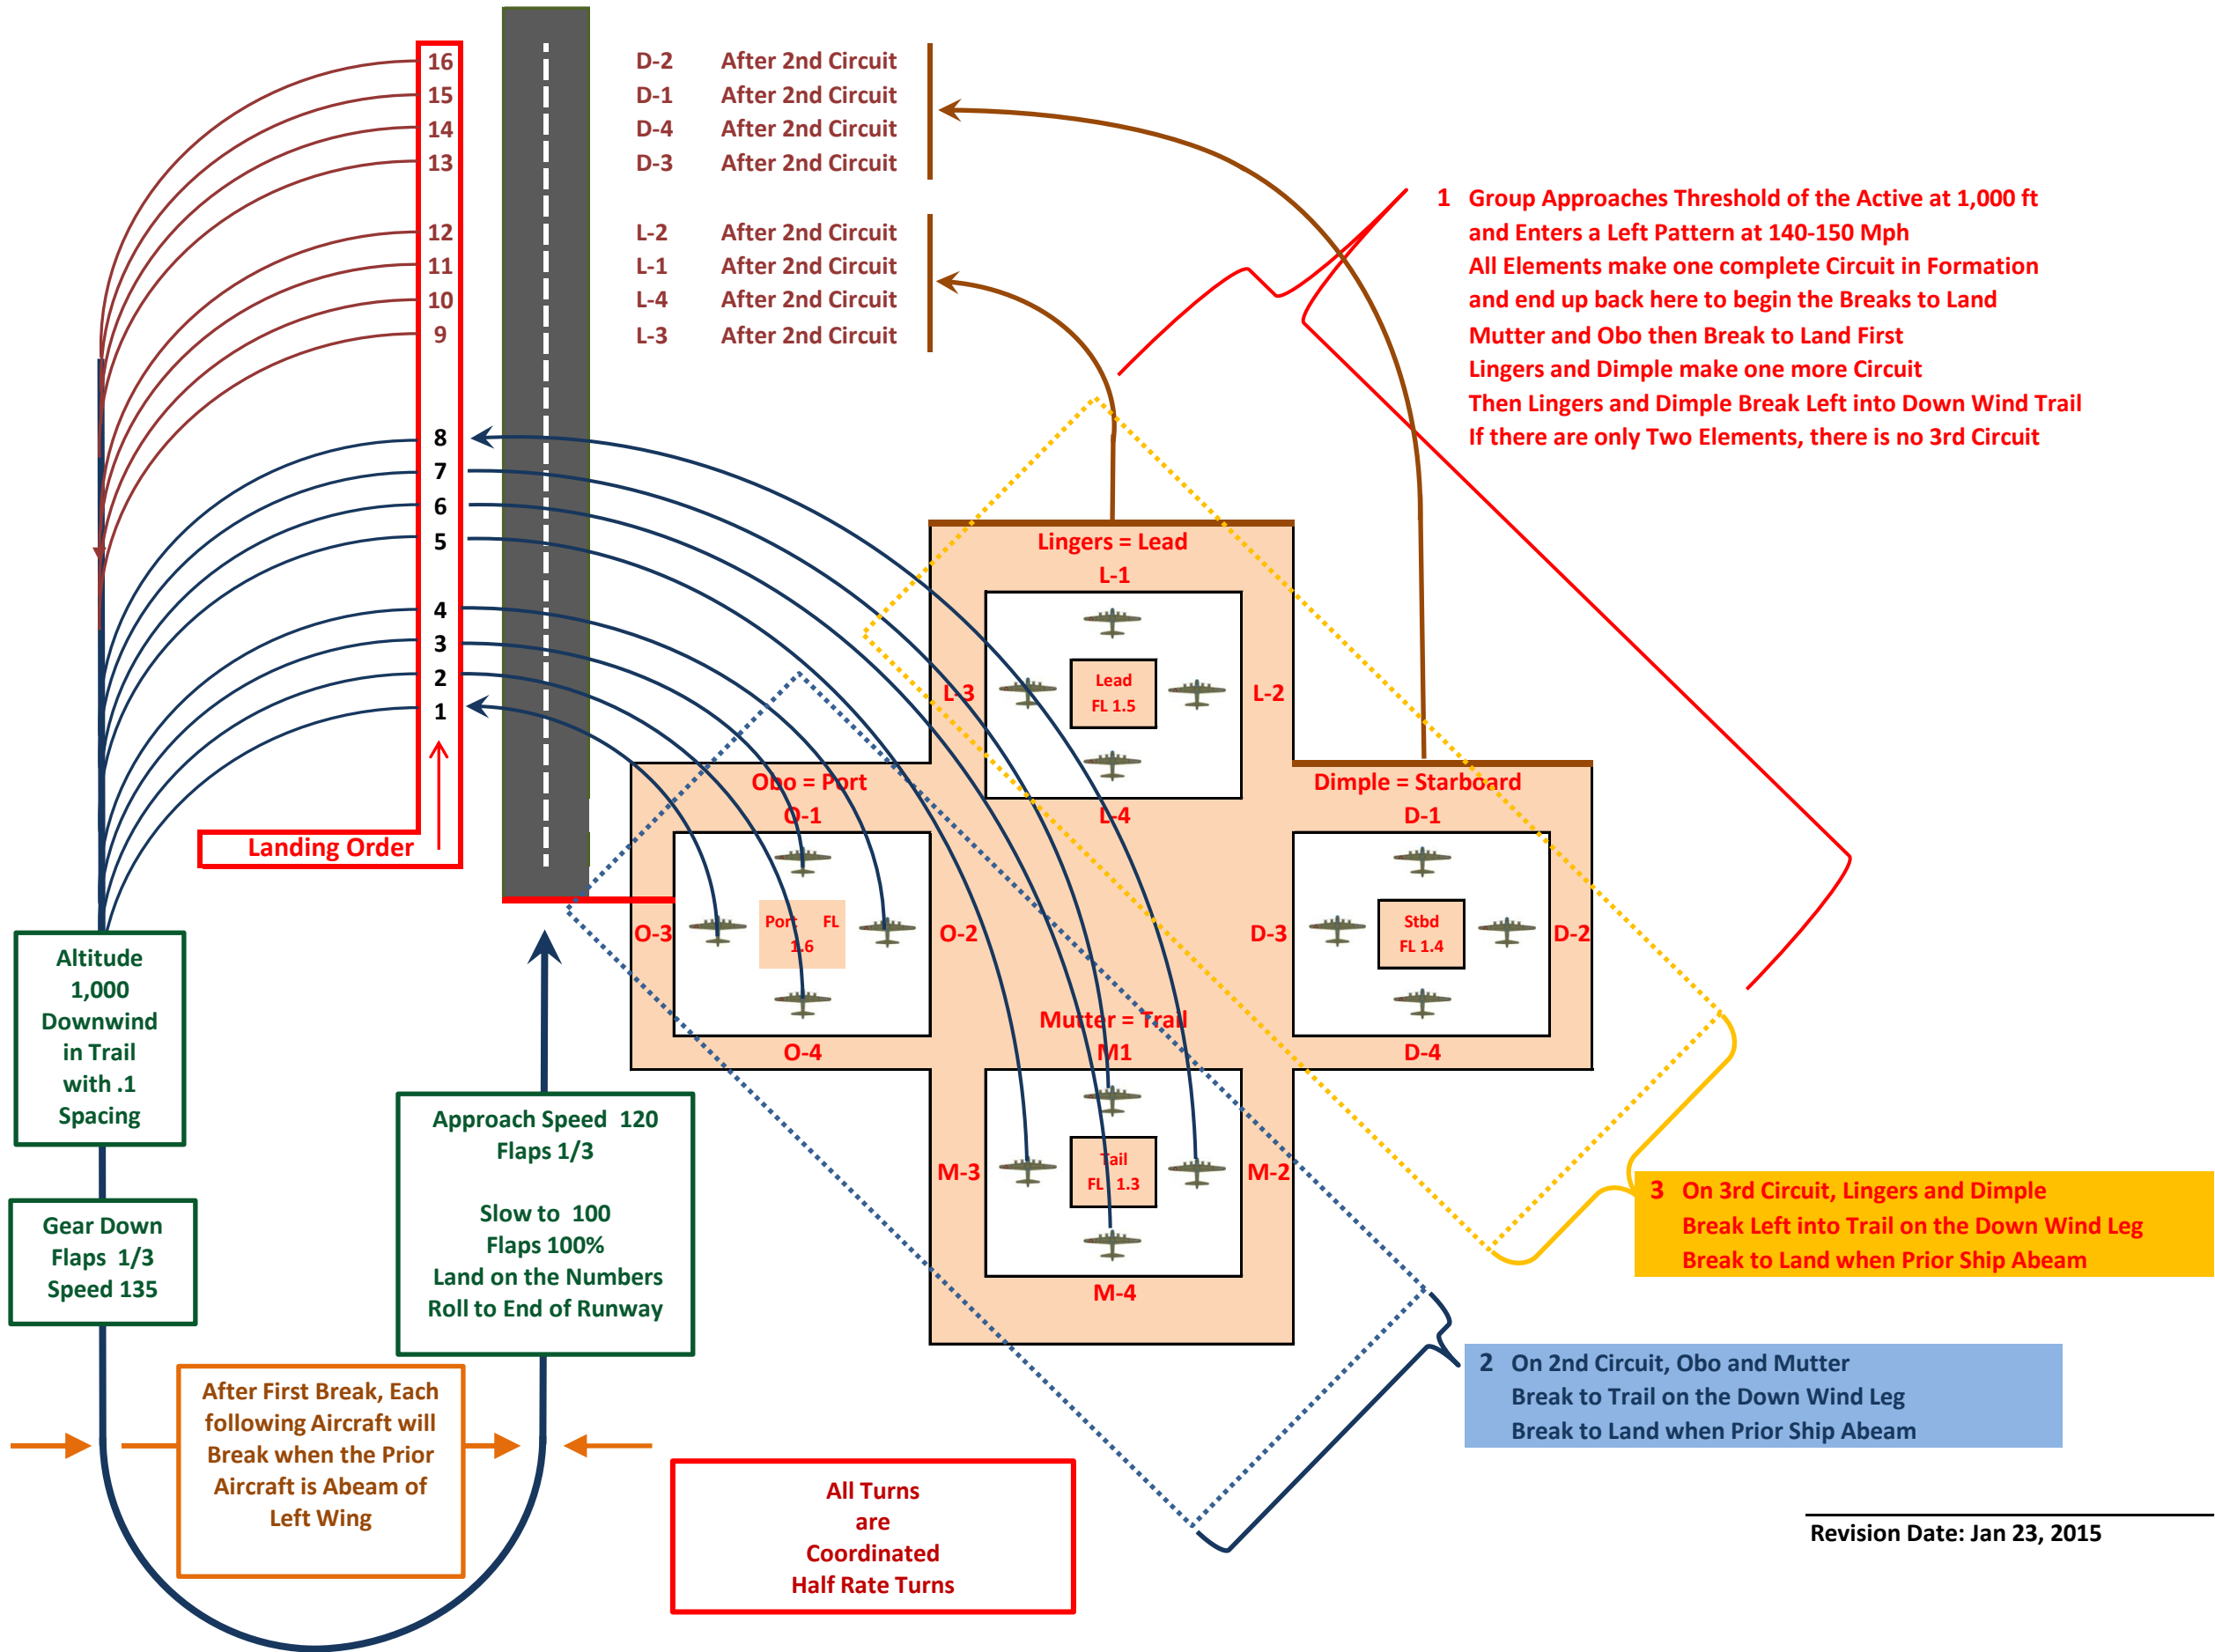 16 D-2 After 2nd Circuit
15 D-1 After 2nd Circuit
14 D-4 After 2nd Circuit
13 D-3 After 2nd Circuit
12 L-2 After 2nd Circuit
11 L-1 After 2nd Circuit
10 L-4 After 2nd Circuit
9 L-3 After 2nd Circuit
8
7
6
5
4
3
2
1
Landing Order
1 Group Approaches Threshold of the Active at 1,000 ft
and Enters a Left Pattern at 140-150 Mph
All Elements make one complete Circuit in Formation
and end up back here to begin the Breaks to Land
Mutter and Obo then Break to Land First
Lingers and Dimple make one more Circuit
Then Lingers and Dimple Break Left into Down Wind Trail
If there are only Two Elements, there is no 3rd Circuit
Lingers = Lead
L-1
L-3
Lead
FL 1.5
L-2
L-4
Obo = Port
O-1
O-3
Port FL
1.6
O-2
O-4
Dimple = Starboard
D-1
D-3
Stbd
FL 1.4
D-2
D-4
Mutter = Trail
M1
M-3
Tail
FL 1.3
M-2
M-4
Altitude
1,000
Downwind
in Trail
with .1
Spacing
Gear Down
Flaps 1/3
Speed 135
Approach Speed 120
Flaps 1/3
Slow to 100
Flaps 100%
Land on the Numbers
Roll to End of Runway
After First Break, Each
following Aircraft will
Break when the Prior
Aircraft is Abeam of
Left Wing
All Turns
are
Coordinated
Half Rate Turns
3 On 3rd Circuit, Lingers and Dimple
Break Left into Trail on the Down Wind Leg
Break to Land when Prior Ship Abeam
2 On 2nd Circuit, Obo and Mutter
Break to Trail on the Down Wind Leg
Break to Land when Prior Ship Abeam
Revision Date: Jan 23, 2015